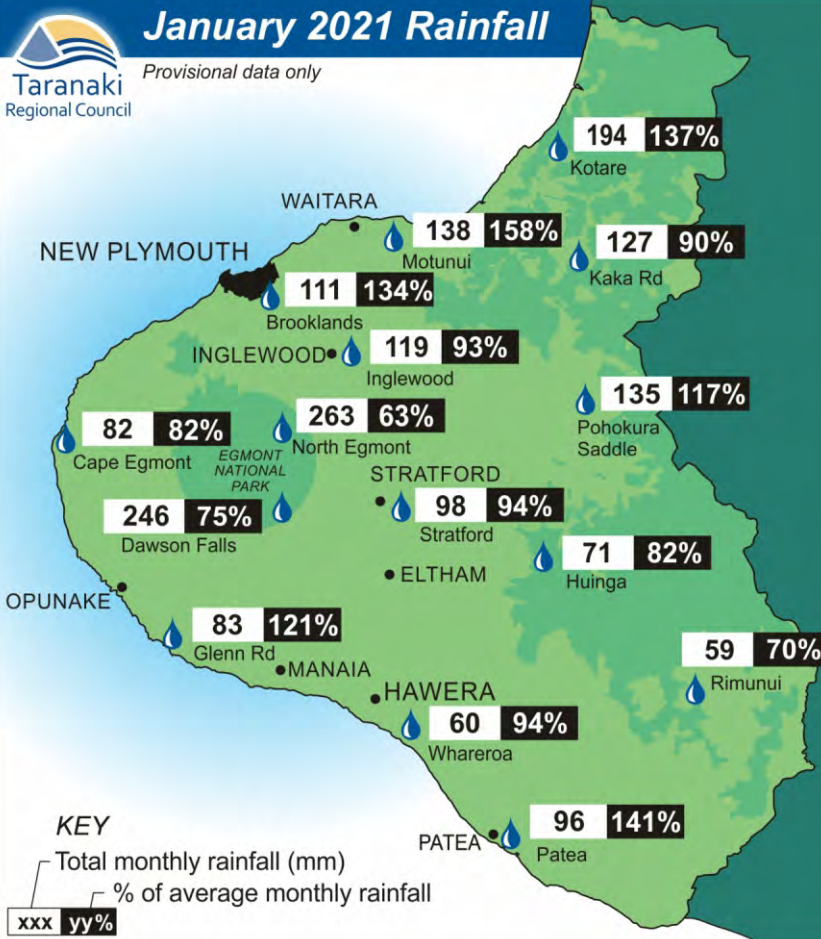 January 2021 Rainfall
Taranaki
Regional Council
Provisional data only
194 137%
Kotare
WAITARA
138 158%
Motunui
127 90%
Kaka Rd
NEW PLYMOUTH
111 134%
Brooklands
INGLEWOOD
119 93%
Inglewood
135 117%
Pohokura
Saddle
82 82%
Cape Egmont
263 63%
North Egmont
EGMONT
NATIONAL
PARK
STRATFORD
98 94%
Stratford
246 75%
Dawson Falls
71 82%
Huinga
ELTHAM
OPUNAKE
83 121%
Glenn Rd
MANAIA
59 70%
Rimunui
HAWERA
60 94%
Whareroa
PATEA
96 141%
Patea
KEY
Total monthly rainfall (mm)
% of average monthly rainfall
xxx yy%